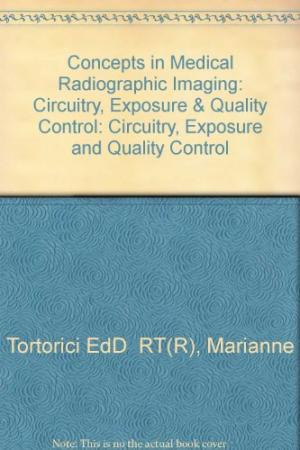 Concepts in Medical
Radiographic Imaging:
Circuitry, Exposure & Quality
Control: Circuitry, Exposure
and Quality Control
Tortorici EdD RT(R), Marianne
Note: This is no the actual book cover